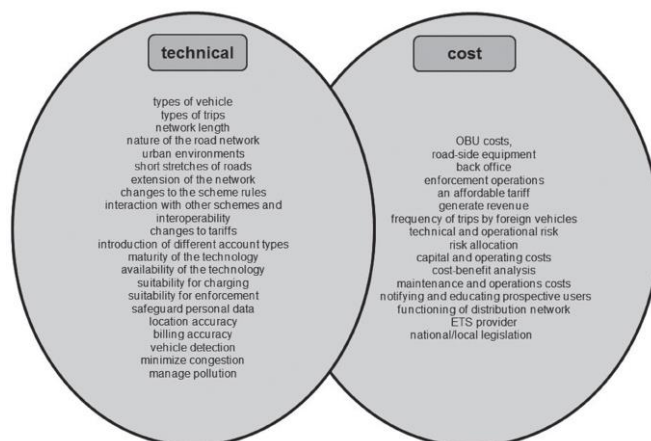 technical
types of vehicle
types of trips
network length
nature of the road network
urban environments
short stretches of roads
extension of the network
changes to the scheme rules
interaction with other schemes and
interoperability
changes to tariffs
introduction of different account types
maturity of the technology
availability of the technology
suitability for charging
suitability for enforcement
safeguard personal data
location accuracy
billing accuracy
vehicle detection
minimize congestion
manage pollution
cost
OBU costs,
road-side equipment
back office
enforcement operations
an affordable tariff
generate revenue
frequency of trips by foreign vehicles
technical and operational risk
risk allocation
capital and operating costs
cost-benefit analysis
maintenance and operations costs
notifying and educating prospective users
functioning of distribution network
ETS provider
national/local legislation